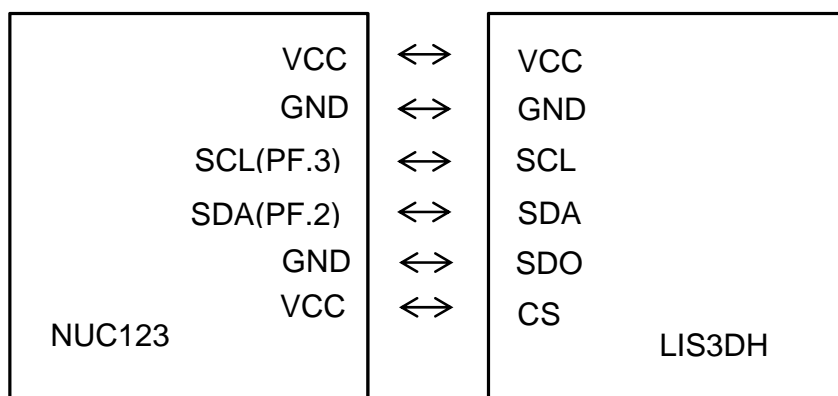 VCC ↔ VCC
GND ↔ GND
SCL(PF.3) ↔ SCL
SDA(PF.2) ↔ SDA
GND ↔ SDO
VCC ↔ CS
NUC123 LIS3DH